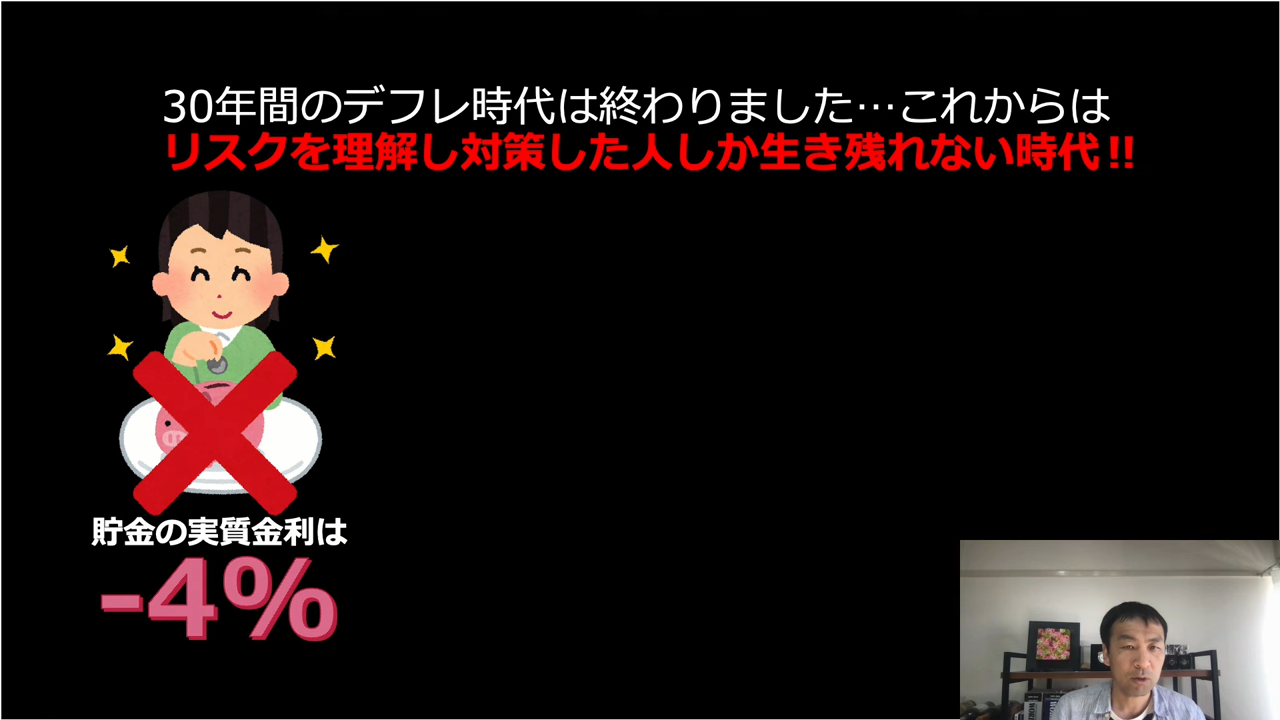 30年間のデフレ時代は終わりました…これからは
リスクを理解し対策した人しか生き残れない時代‼
貯金の実質金利は
-4%